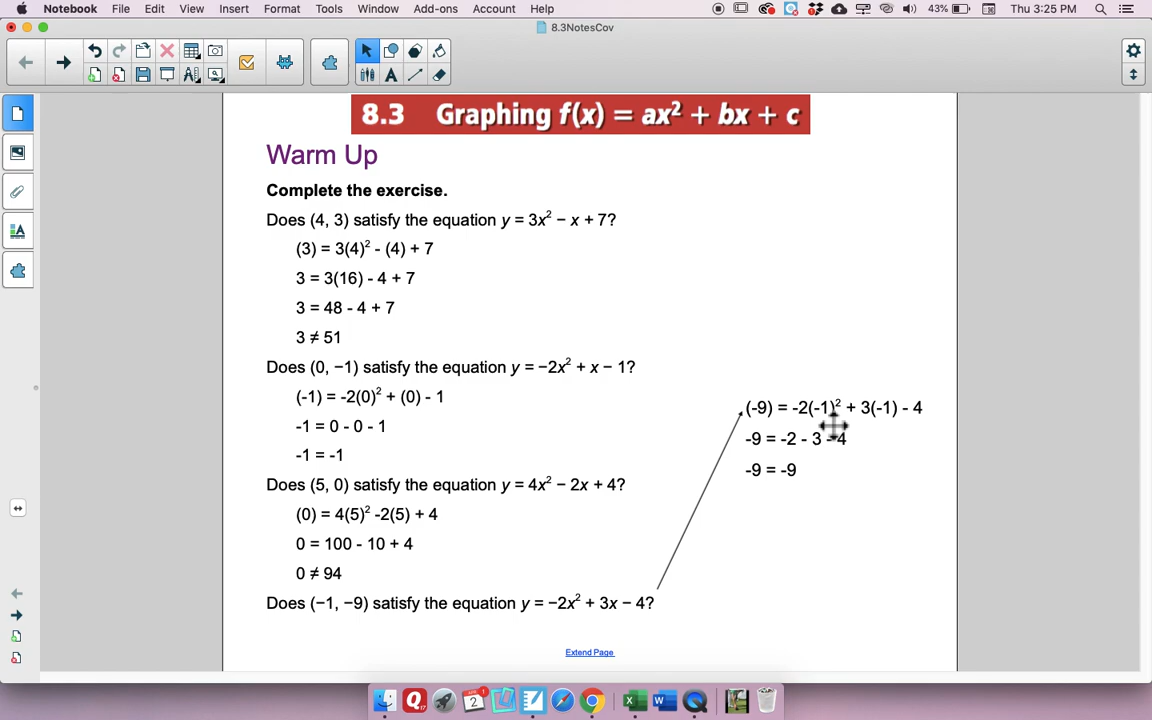 Notebook File Edit View Insert Format Tools Window Add-ons Account Help 43% Thu 3:25 PM
8.3NotesCov
8.3 Graphing f(x) = ax² + bx + c
Warm Up
Complete the exercise.
Does (4, 3) satisfy the equation y = 3x² − x + 7?
(3) = 3(4)² - (4) + 7
3 = 3(16) - 4 + 7
3 = 48 - 4 + 7
3 ≠ 51
Does (0, −1) satisfy the equation y = −2x² + x − 1?
(-1) = -2(0)² + (0) - 1
-1 = 0 - 0 - 1
-1 = -1
Does (5, 0) satisfy the equation y = 4x² − 2x + 4?
(0) = 4(5)² -2(5) + 4
0 = 100 - 10 + 4
0 ≠ 94
Does (−1, −9) satisfy the equation y = −2x² + 3x − 4?
(-9) = -2(-1)² + 3(-1) - 4
-9 = -2 - 3 - 4
-9 = -9
Extend Page